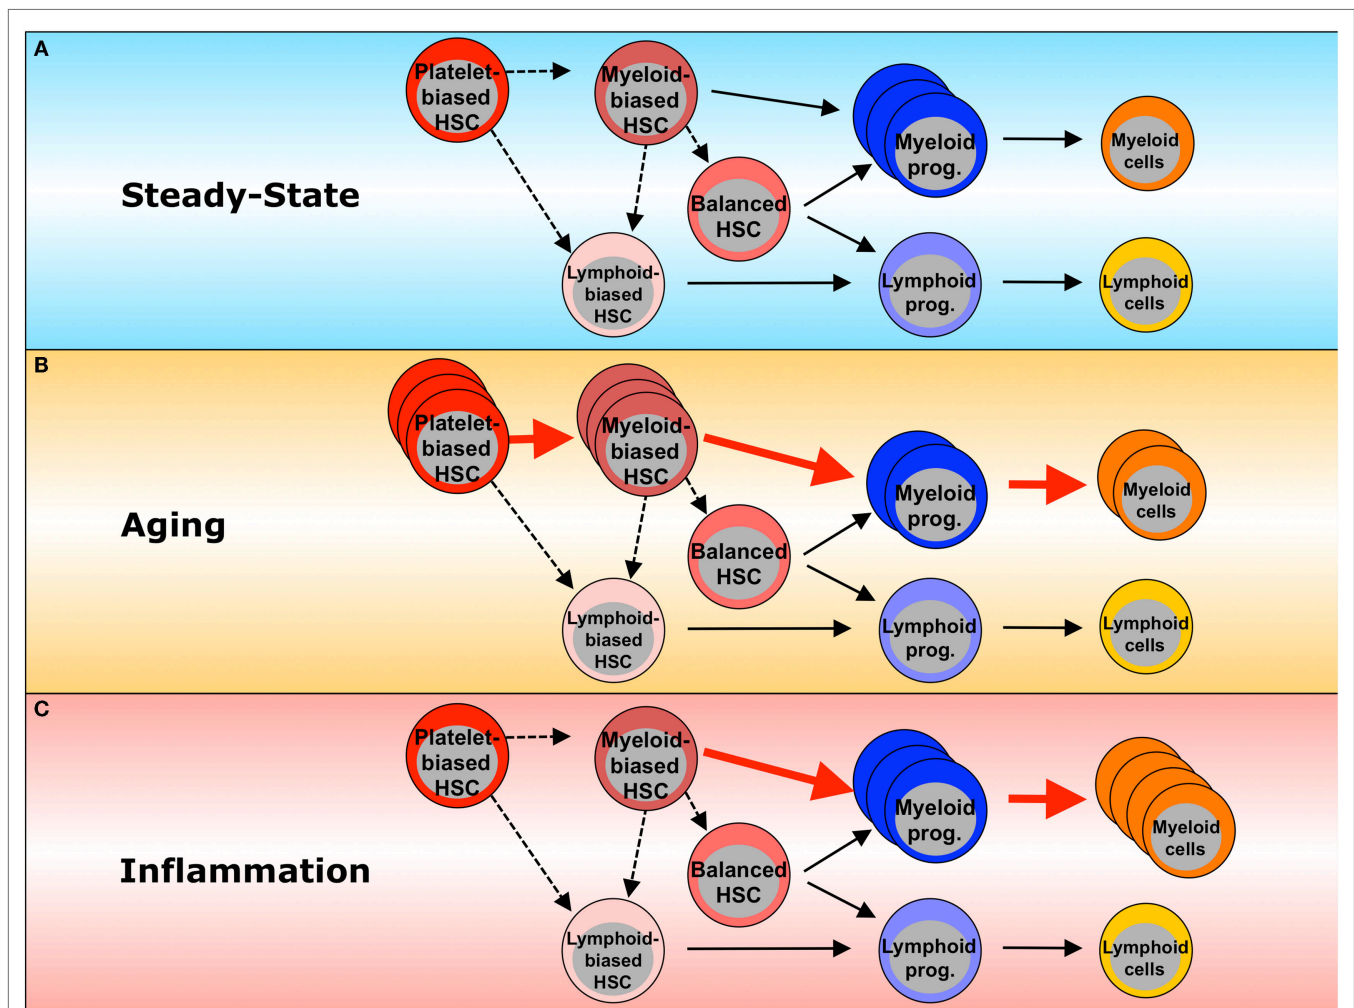 A
Platelet-
biased
HSC
Myeloid-
biased
HSC
Myeloid
prog.
Myeloid
cells
Steady-State
Balanced
HSC
Lymphoid-
biased
HSC
Lymphoid
prog.
Lymphoid
cells
B
Platelet-
biased
HSC
Myeloid-
biased
HSC
Myeloid
prog.
Myeloid
cells
Aging
Balanced
HSC
Lymphoid-
biased
HSC
Lymphoid
prog.
Lymphoid
cells
C
Platelet-
biased
HSC
Myeloid-
biased
HSC
Myeloid
prog.
Myeloid
cells
Inflammation
Balanced
HSC
Lymphoid-
biased
HSC
Lymphoid
prog.
Lymphoid
cells